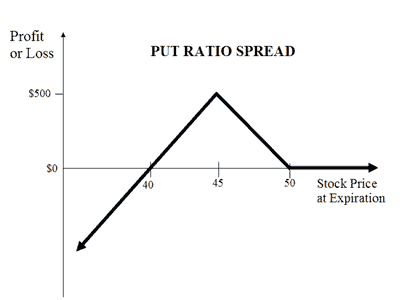 Profit
or Loss
PUT RATIO SPREAD
$500
$0
40
45
50
Stock Price
at Expiration